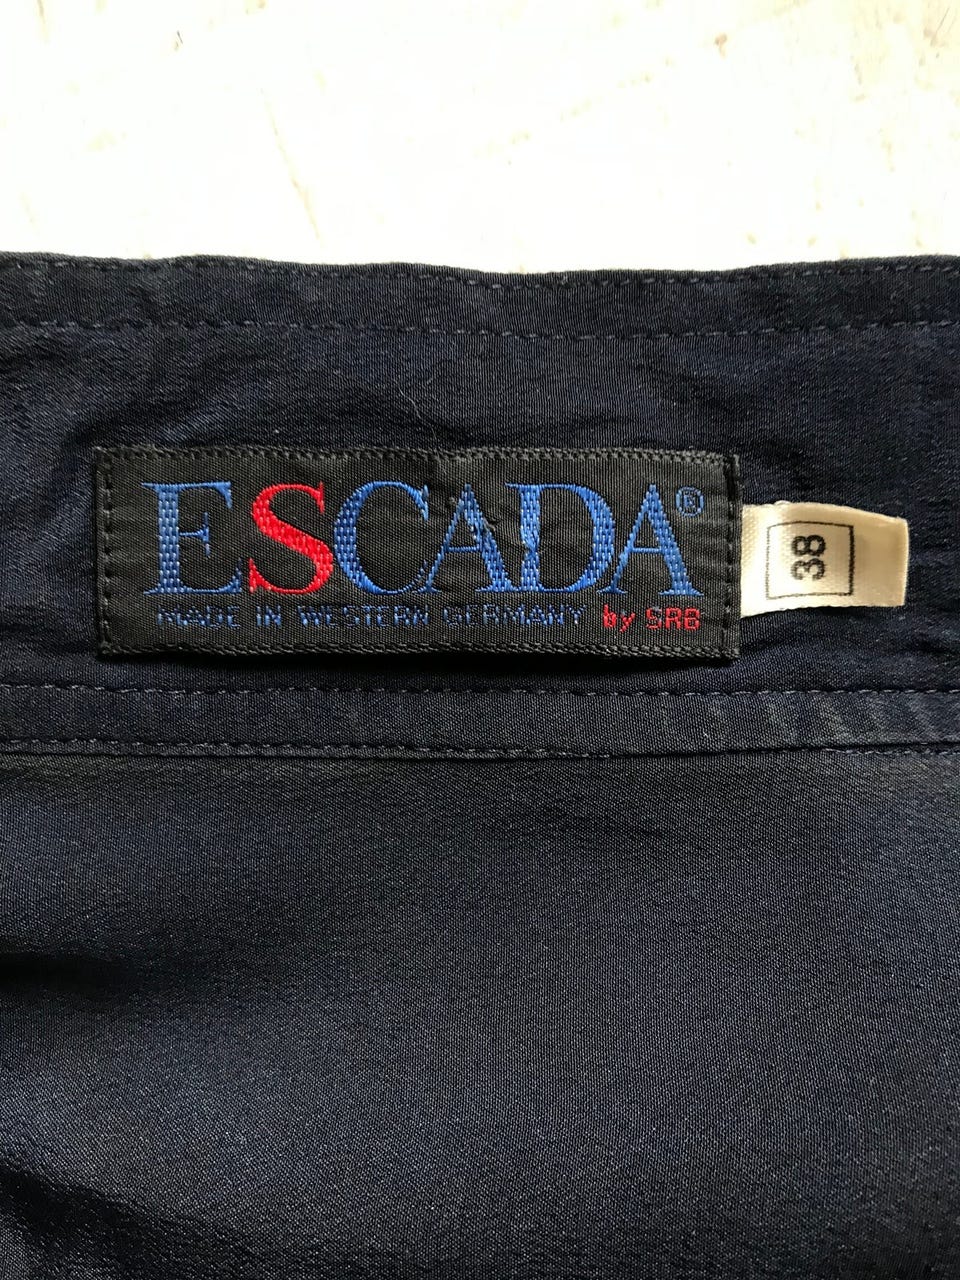 ESCADA®
MADE IN WESTERN GERMANY by SRB
38